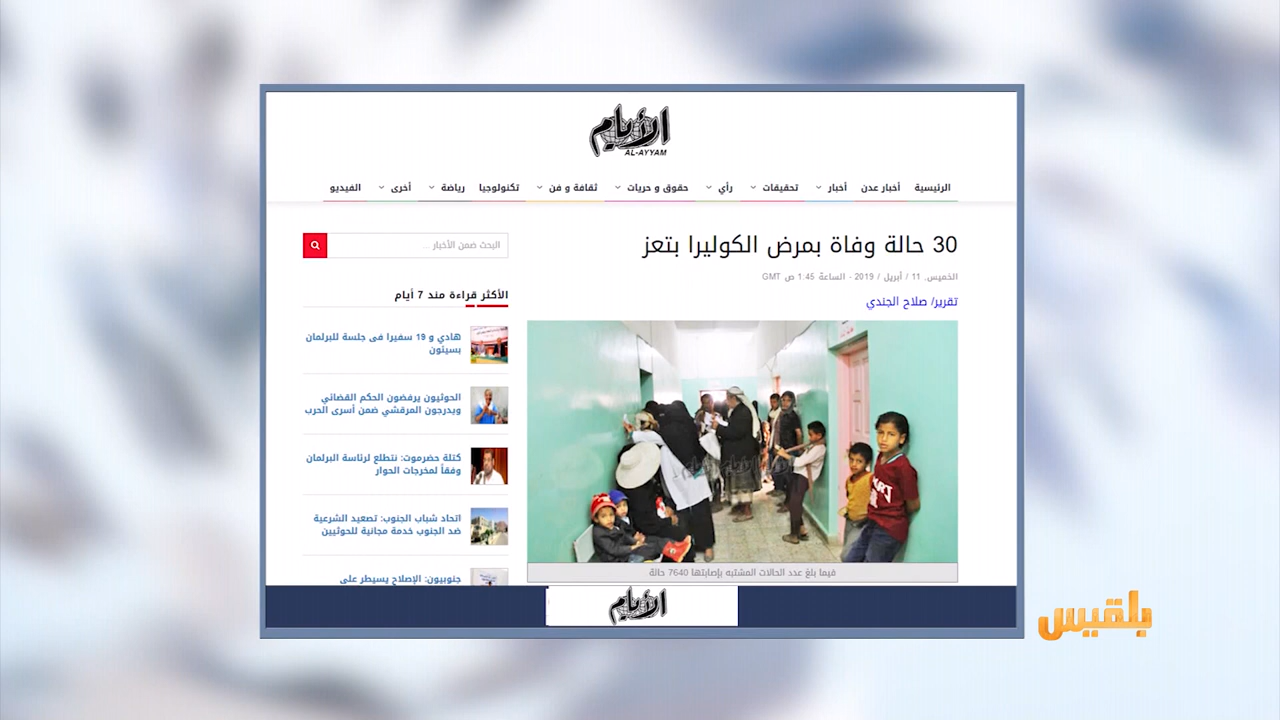 الأيام
AL-AYYAM
الرئيسية أخبار عدن أخبار تحقيقات رأي حقوق و حريات ثقافة و فن تكنولوجيا رياضة أخرى الفيديو
30 حالة وفاة بمرض الكوليرا بتعز
الخميس, 11 / أبريل / 2019 - الساعة 1:45 ص GMT
تقرير/ صلاح الجندي
فيما بلغ عدد الحالات المشتبه بإصابتها 7640 حالة
البحث ضمن الأخبار ...
الأكثر قراءة منذ 7 أيام
هادي و 19 سفيرا فى جلسة للبرلمان
بسيئون
الحوثيون يرفضون الحكم القضائي
ويدرجون المرقشي ضمن أسرى الحرب
كتلة حضرموت: نتطلع لرئاسة البرلمان
وفقاً لمخرجات الحوار
اتحاد شباب الجنوب: تصعيد الشرعية
ضد الجنوب خدمة مجانية للحوثيين
جنوبيون: الإصلاح يسيطر على
الأيام
بلقيس